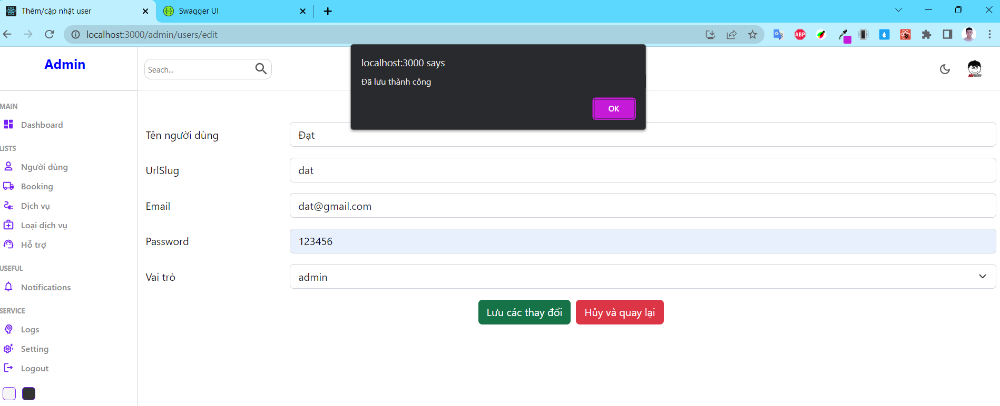 Thêm/cập nhật user
Swagger UI
localhost:3000/admin/users/edit
ABP
localhost:3000 says
Đã lưu thành công
OK
Admin
Seach...
MAIN
Dashboard
LISTS
Người dùng
Booking
Dịch vụ
Loại dịch vụ
Hỗ trợ
USEFUL
Notifications
SERVICE
Logs
Setting
Logout
Tên người dùng
Đạt
UrlSlug
dat
Email
dat@gmail.com
Password
123456
Vai trò
admin
Lưu các thay đổi
Hủy và quay lại